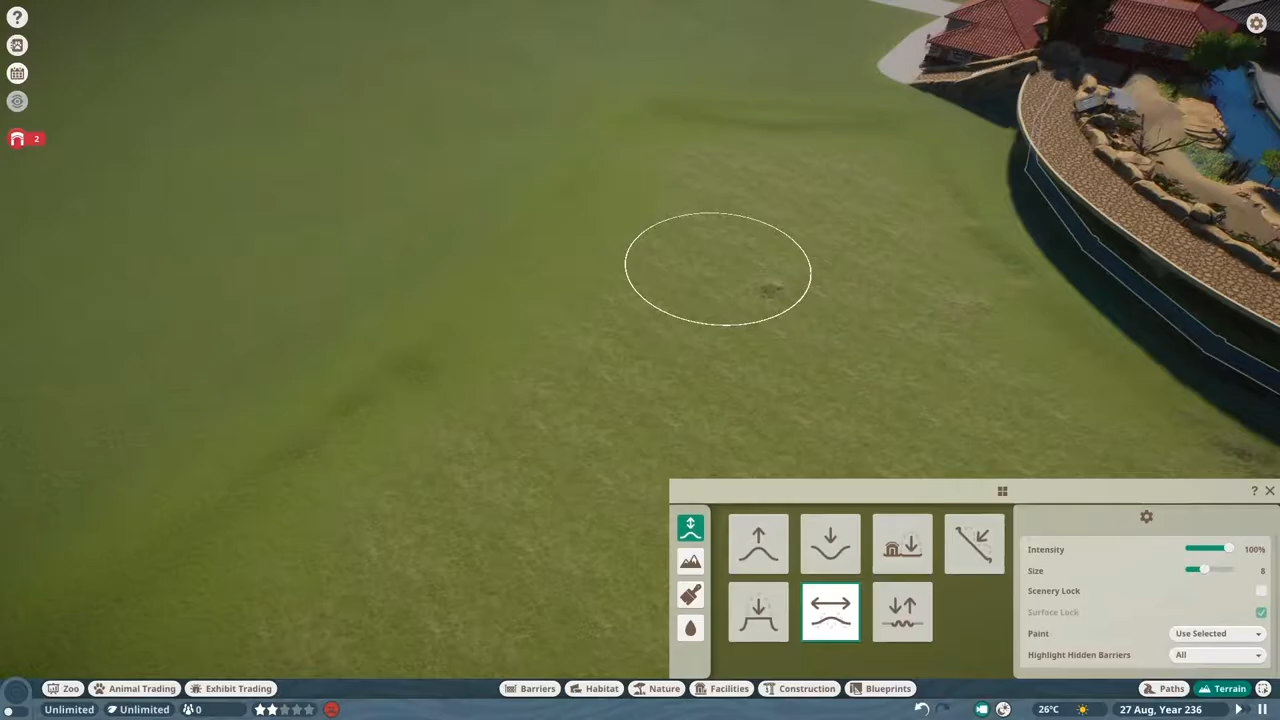 ?
2
? 
Intensity 100%
Size 8
Scenery Lock
Surface Lock
Paint Use Selected
Highlight Hidden Barriers All
Zoo Animal Trading Exhibit Trading Barriers Habitat Nature Facilities Construction Blueprints Paths Terrain
Unlimited Unlimited 0 26°C 27 Aug, Year 236